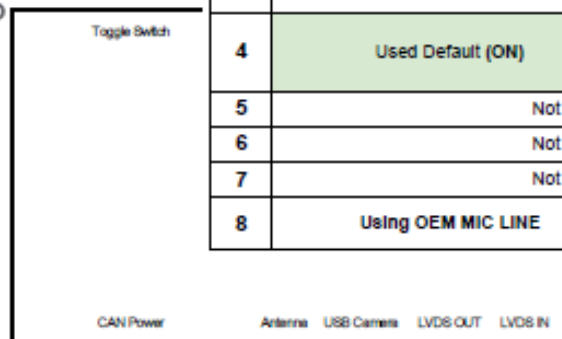 Toggle Switch
4 Used Default (ON)
5 Not
6 Not
7 Not
8 Using OEM MIC LINE
CAN Power Antenna USB Camera LVDS OUT LVDS IN